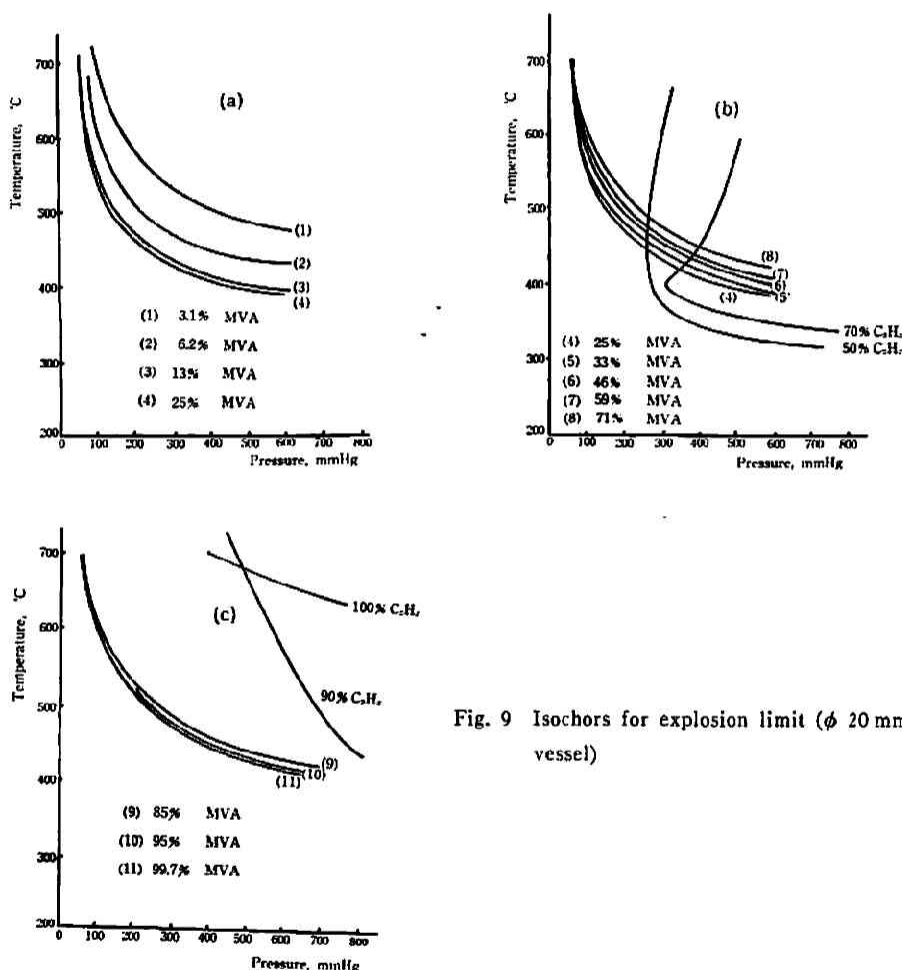 (a)
Temperature, °C
700
600
500
400
300
200
(1)
(2)
(3)
(4)
(1) 3.1% MVA
(2) 6.2% MVA
(3) 13% MVA
(4) 25% MVA
0 100 200 300 400 500 600 700 800
Pressure, mmHg
(b)
Temperature, °C
700
600
500
400
300
200
(8)
(7)
(6)
(4) (5)
70%
50%
(4) 25% MVA
(5) 33% MVA
(6) 46% MVA
(7) 59% MVA
(8) 71% MVA
0 100 200 300 400 500 600 700 800
Pressure, mmHg
(c)
Temperature, °C
700
600
500
400
300
200
100%
90%
(9)
(10)
(11)
(9) 85% MVA
(10) 95% MVA
(11) 99.7% MVA
0 100 200 300 400 500 600 700 800
Pressure, mmHg
Fig. 9 Isochors for explosion limit (ϕ 20 mm
vessel)